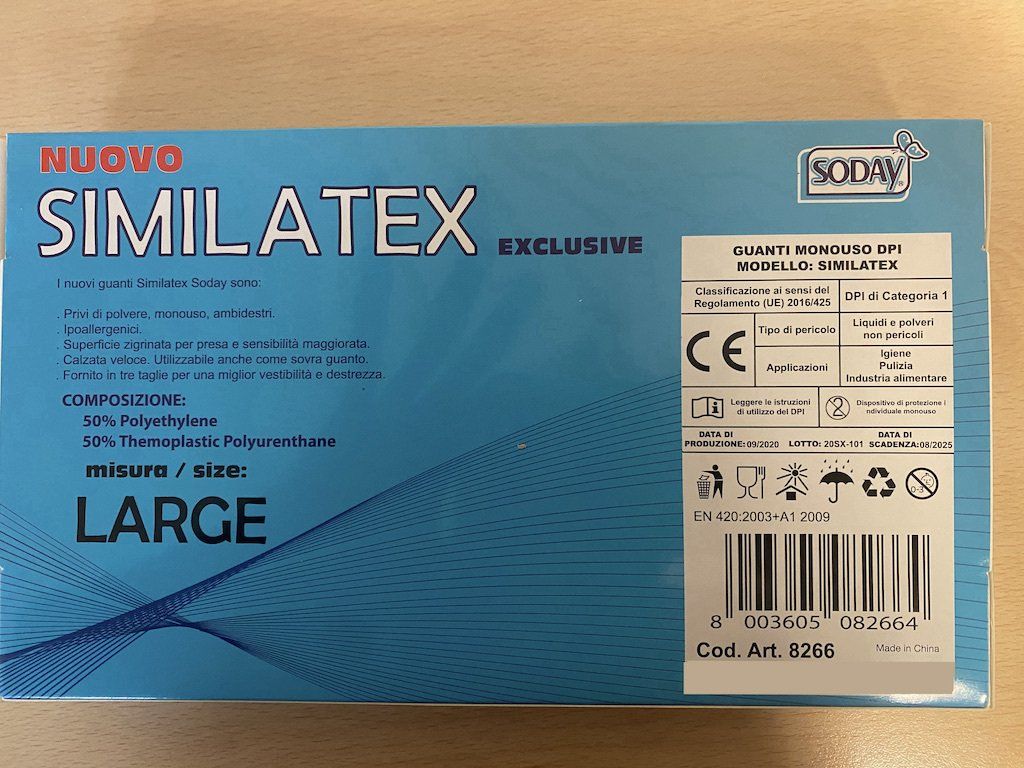 NUOVO
SIMILATEX EXCLUSIVE
I nuovi guanti Similatex Soday sono:
. Privi di polvere, monouso, ambidestri.
. Ipoallergenici.
. Superficie zigrinata per presa e sensibilità maggiorata.
. Calzata veloce. Utilizzabile anche come sovra guanto.
. Fornito in tre taglie per una miglior vestibilità e destrezza.
COMPOSIZIONE:
50% Polyethylene
50% Themoplastic Polyurenthane
misura / size:
LARGE
SODAY®
GUANTI MONOUSO DPI
MODELLO: SIMILATEX
Classificazione ai sensi del
Regolamento (UE) 2016/425
DPI di Categoria 1
CE
Tipo di pericolo
Liquidi e polveri
non pericoli
Applicazioni
Igiene
Pulizia
Industria alimentare
Leggere le istruzioni
di utilizzo del DPI
Dispositivo di protezione i
ndividuale monouso
DATA DI
PRODUZIONE: 09/2020
LOTTO: 20SX-101
DATA DI
SCADENZA: 08/2025
0-3
EN 420:2003+A1 2009
8 003605 082664
Cod. Art. 8266
Made in China